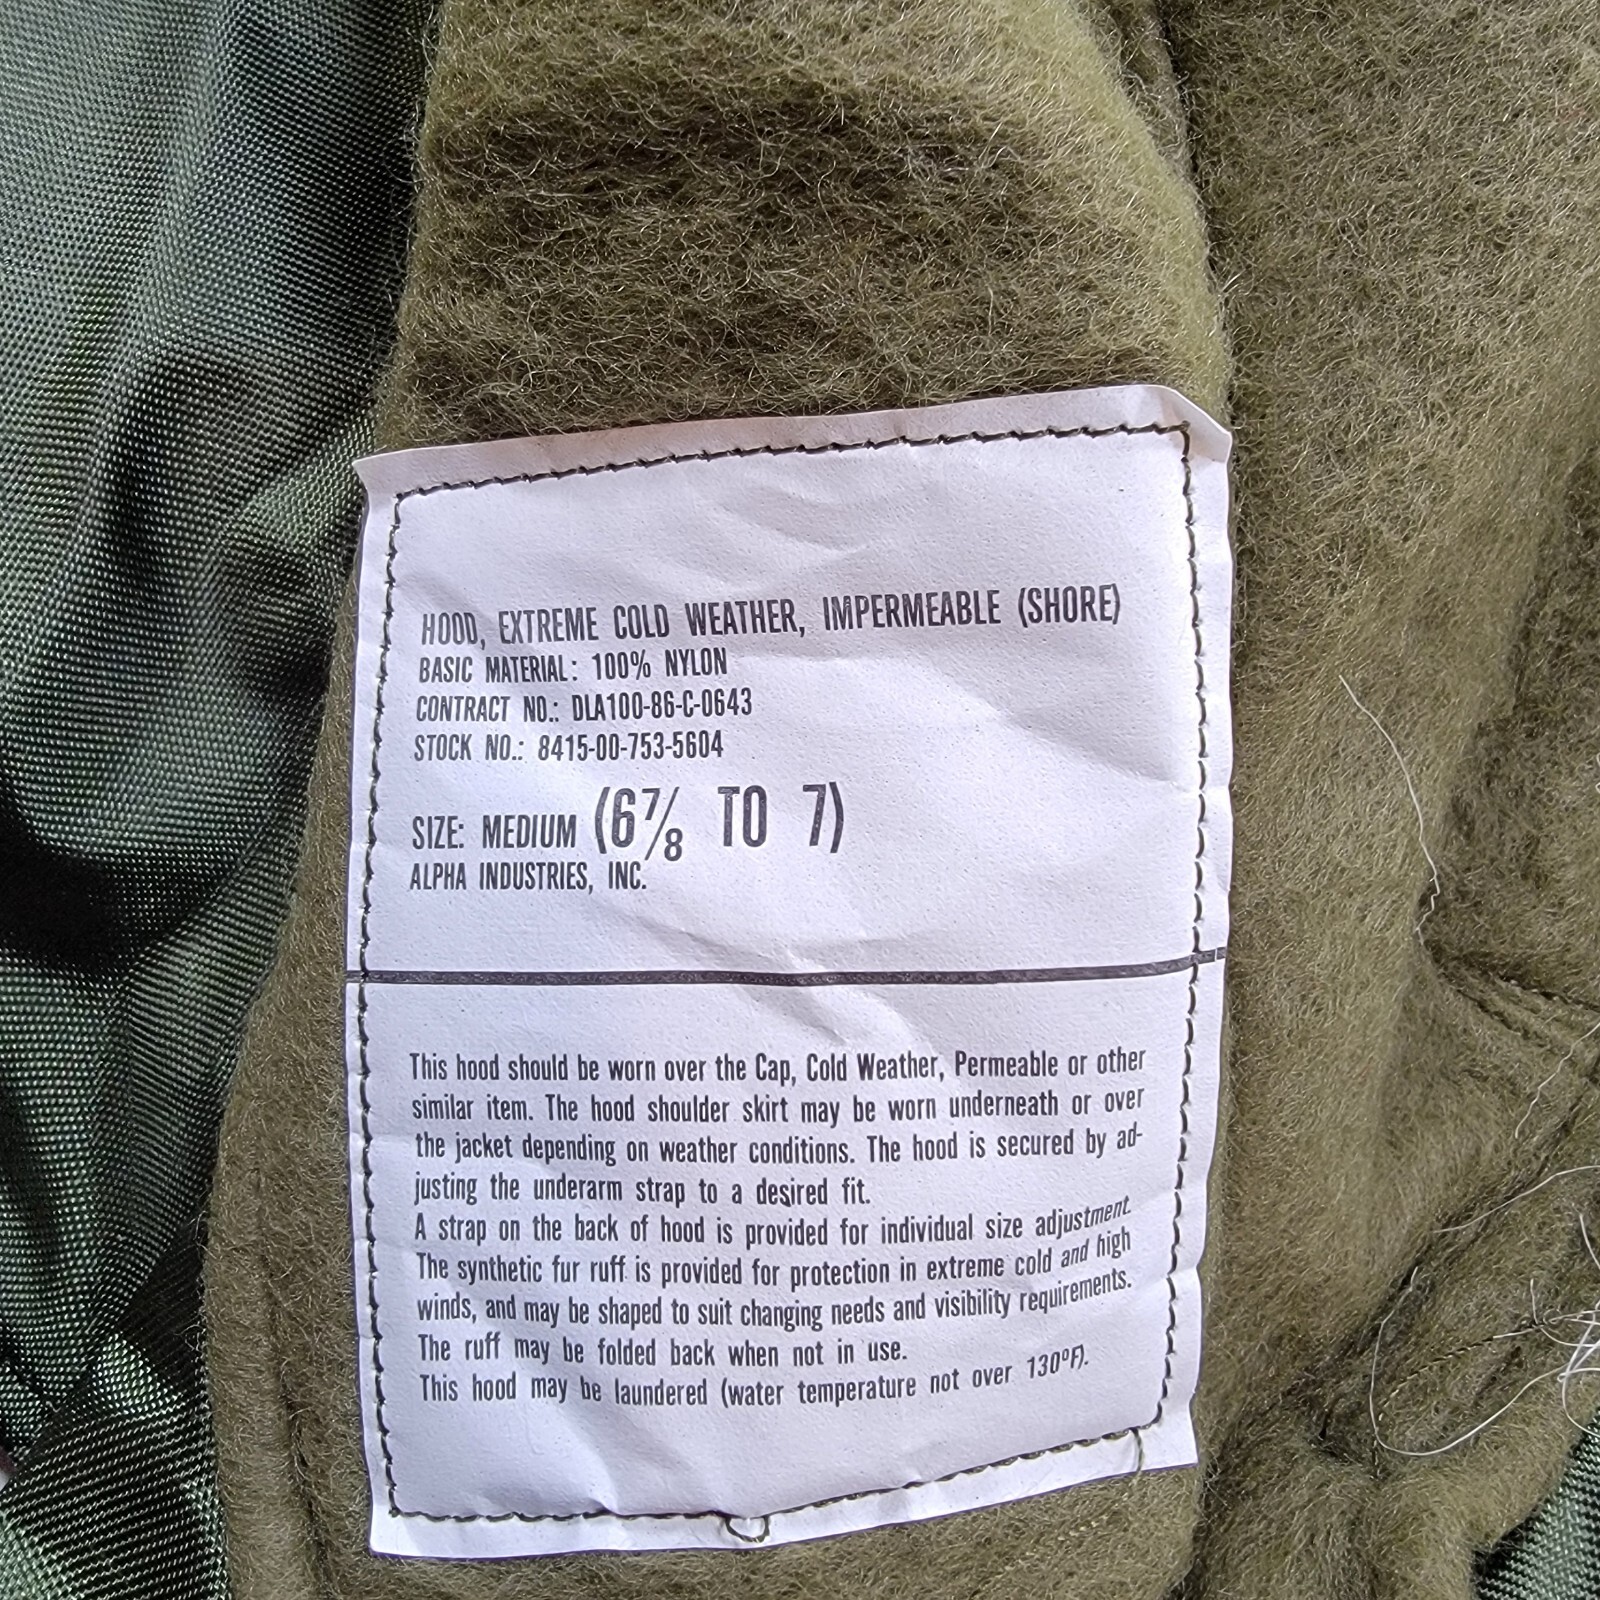 HOOD, EXTREME COLD WEATHER, IMPERMEABLE (SHORE)
BASIC MATERIAL: 100% NYLON
CONTRACT NO.: DLA100-86-C-0643
STOCK NO.: 8415-00-753-5604
SIZE: MEDIUM (6⅞ TO 7)
ALPHA INDUSTRIES, INC.
This hood should be worn over the Cap, Cold Weather, Permeable or other
similar item. The hood shoulder skirt may be worn underneath or over
the jacket depending on weather conditions. The hood is secured by ad-
justing the underarm strap to a desired fit.
A strap on the back of hood is provided for individual size adjustment.
The synthetic fur ruff is provided for protection in extreme cold and high
winds, and may be shaped to suit changing needs and visibility requirements.
The ruff may be folded back when not in use.
This hood may be laundered (water temperature not over 130ºF).